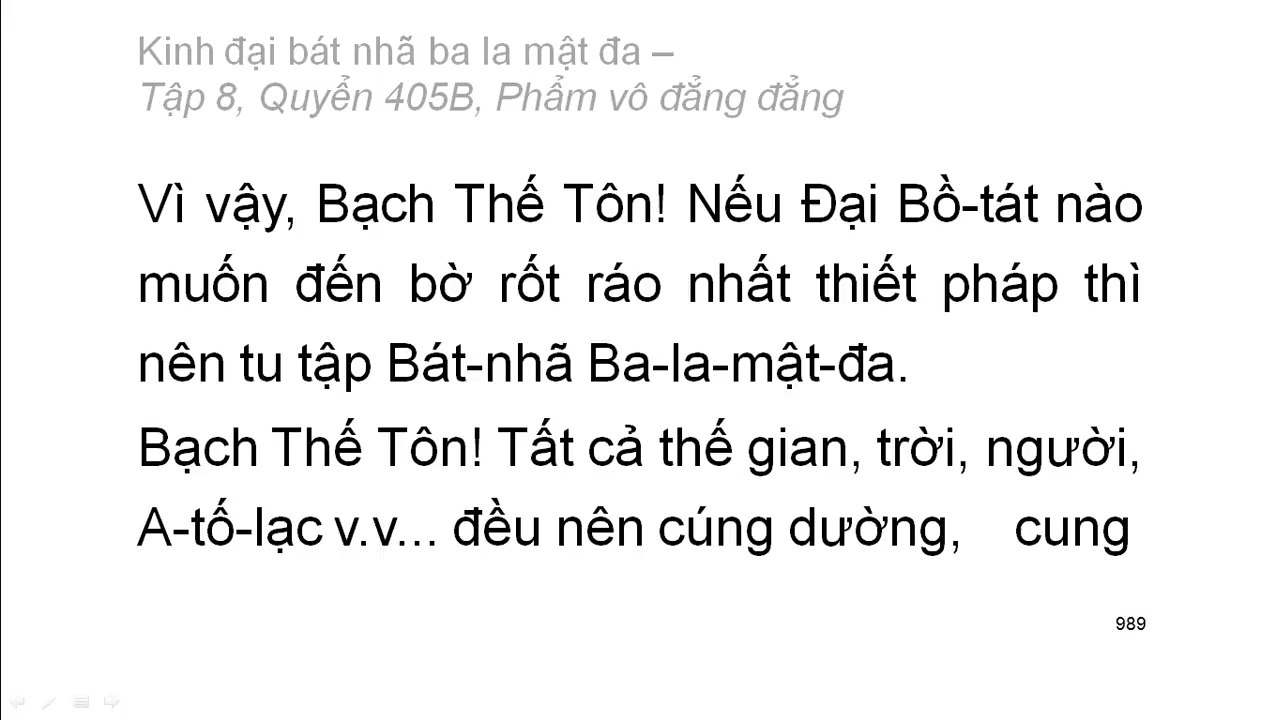 Kinh đại bát nhã ba la mật đa –
Tập 8, Quyển 405B, Phẩm vô đẳng đẳng
Vì vậy, Bạch Thế Tôn! Nếu Đại Bồ-tát nào
muốn đến bờ rốt ráo nhất thiết pháp thì
nên tu tập Bát-nhã Ba-la-mật-đa.
Bạch Thế Tôn! Tất cả thế gian, trời, người,
A-tố-lạc v.v... đều nên cúng dường, cung
989